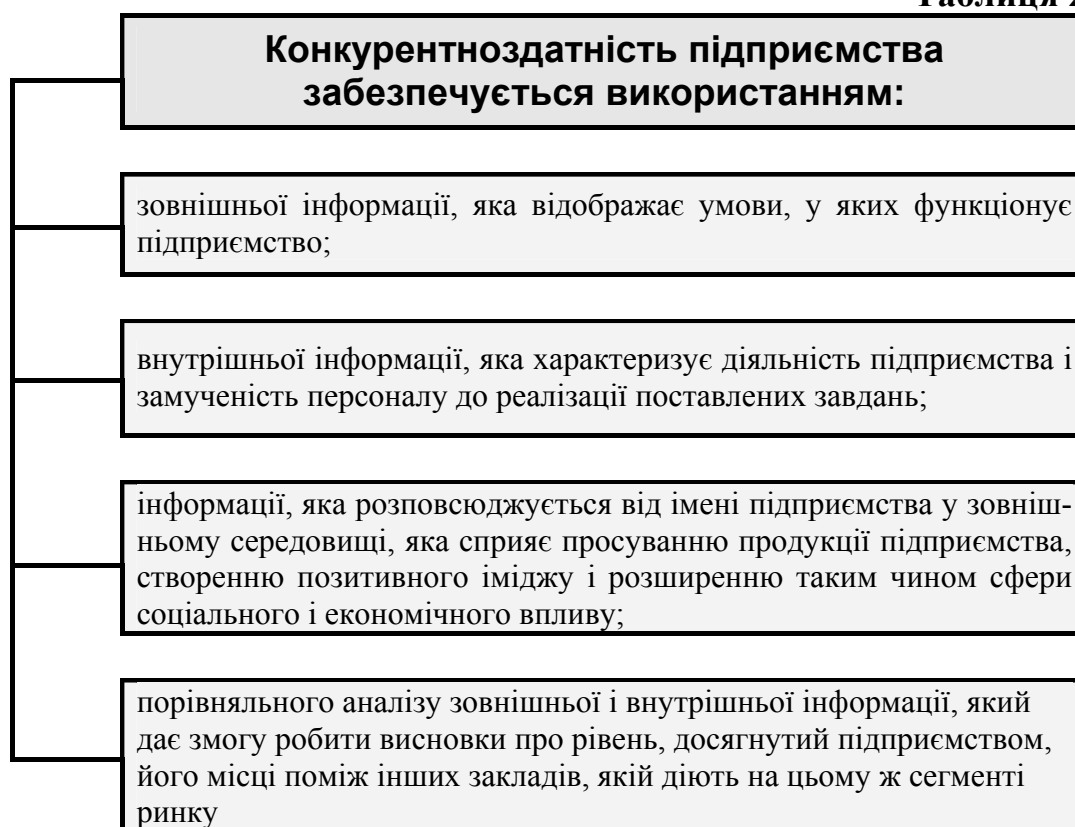 Таблиця
Конкурентноздатність підприємства
забезпечується використанням:
зовнішньої інформації, яка відображає умови, у яких функціонує
підприємство;
внутрішньої інформації, яка характеризує діяльність підприємства і
замученість персоналу до реалізації поставлених завдань;
інформації, яка розповсюджується від імені підприємства у зовніш-
ньому середовищі, яка сприяє просуванню продукції підприємства,
створенню позитивного іміджу і розширенню таким чином сфери
соціального і економічного впливу;
порівняльного аналізу зовнішньої і внутрішньої інформації, який
дає змогу робити висновки про рівень, досягнутий підприємством,
його місці поміж інших закладів, якій діють на цьому ж сегменті
ринку